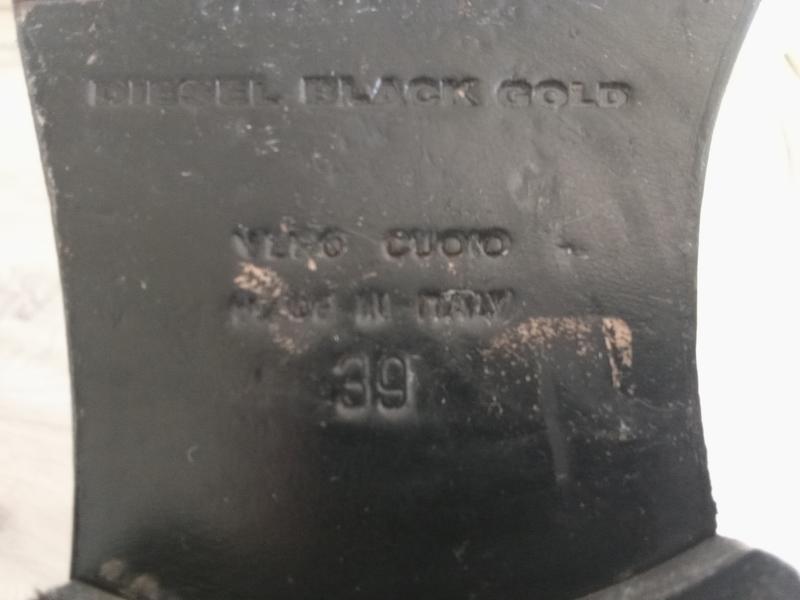 DIESEL BLACK GOLD
VERO CUOIO
MADE IN ITALY
39